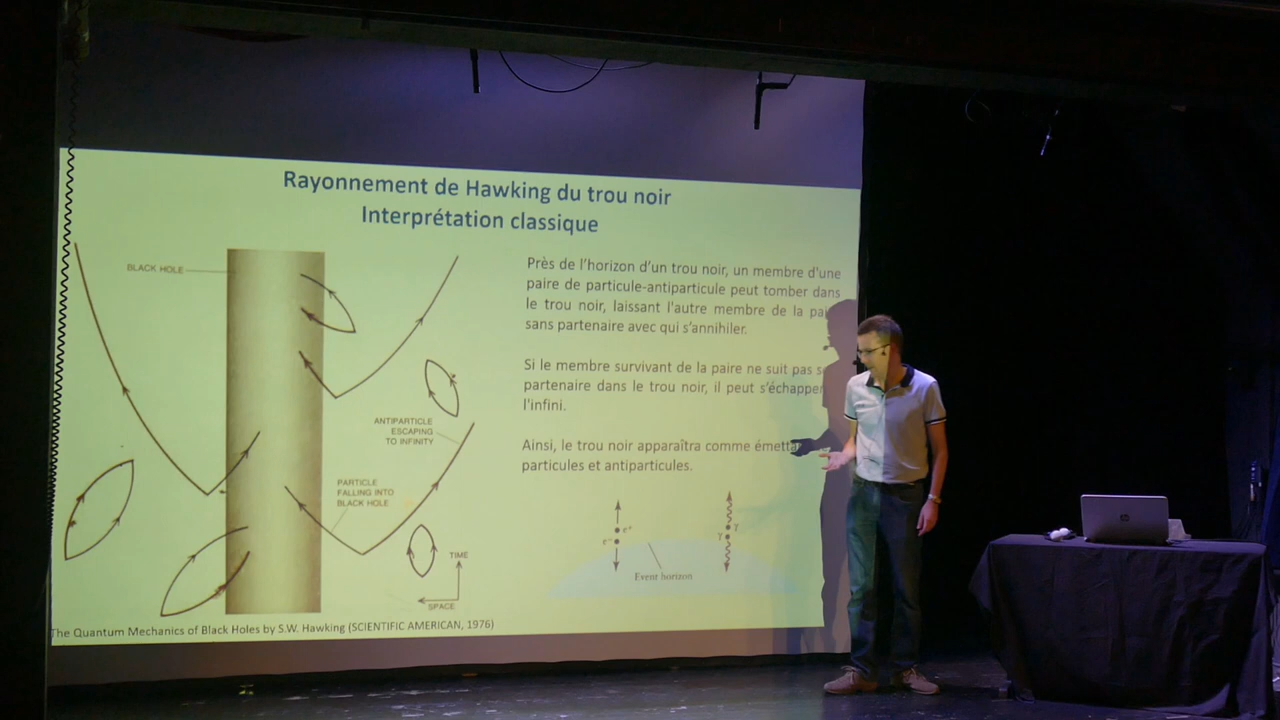 Rayonnement de Hawking du trou noir
Interprétation classique
BLACK HOLE
ANTIPARTICLE
ESCAPING
TO INFINITY
PARTICLE
FALLING INTO
BLACK HOLE
TIME
SPACE
Près de l'horizon d'un trou noir, un membre d'une
paire de particule-antiparticule peut tomber dans
le trou noir, laissant l'autre membre de la
sans partenaire avec qui s'annihiler.
Si le membre survivant de la paire ne suit pas
partenaire dans le trou noir, il peut s'échapper
l'infini.
Ainsi, le trou noir apparaîtra comme
particules et antiparticules.
e+
e−
γ
γ
Event horizon
The Quantum Mechanics of Black Holes by S.W. Hawking (SCIENTIFIC AMERICAN, 1976)
hp